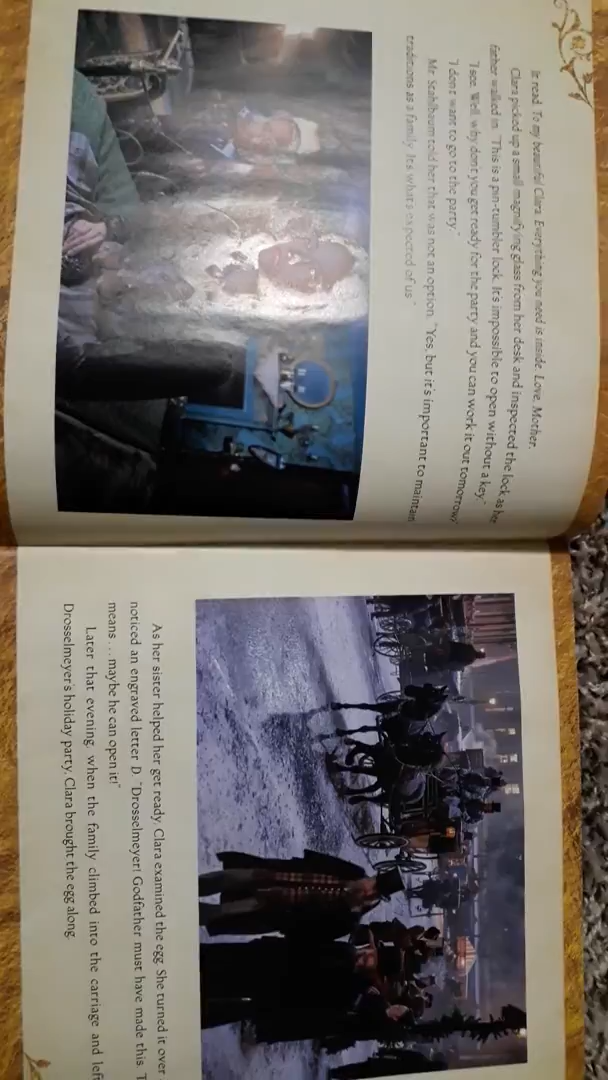 It read, To my beautiful Clara. Everything you need is inside. Love, Mother.
Clara picked up a small magnifying glass from her desk and inspected the lock as her
father walked in. "This is a pin-tumbler lock. It's impossible to open without a key."
"I see. Well, why don't you get ready for the party and you can work it out tomorrow?"
"I don't want to go to the party."
Mr. Stahlbaum told her that was not an option. "Yes, but it's important to maintain
traditions as a family. It's what's expected of us."
As her sister helped her get ready, Clara examined the egg. She turned it over
noticed an engraved letter D. "Drosselmeyer! Godfather must have made this. T
means . . . maybe he can open it!"
Later that evening, when the family climbed into the carriage and left
Drosselmeyer's holiday party, Clara brought the egg along.